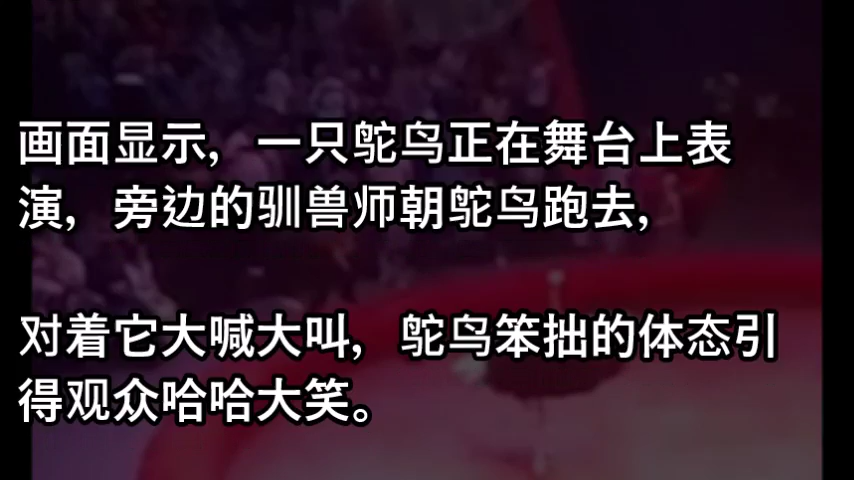 画面显示，一只鸵鸟正在舞台上表
演，旁边的驯兽师朝鸵鸟跑去，
对着它大喊大叫，鸵鸟笨拙的体态引
得观众哈哈大笑。